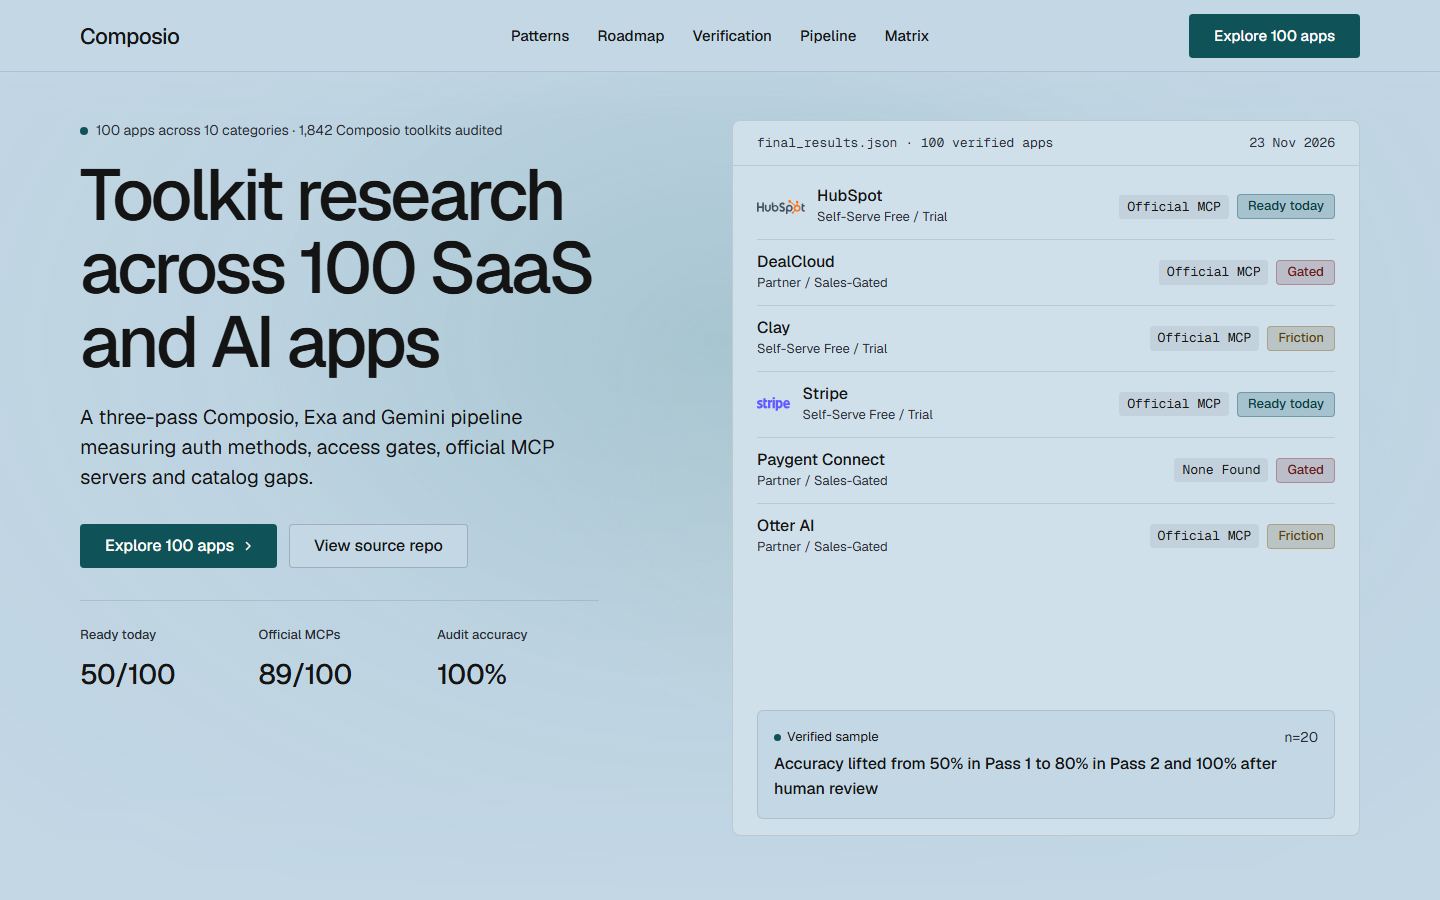 Composio
Patterns
Roadmap
Verification
Pipeline
Matrix
Explore 100 apps
100 apps across 10 categories · 1,842 Composio toolkits audited
Toolkit research
across 100 SaaS
and AI apps
A three-pass Composio, Exa and Gemini pipeline
measuring auth methods, access gates, official MCP
servers and catalog gaps.
Explore 100 apps
View source repo
Ready today
50/100
Official MCPs
89/100
Audit accuracy
100%
final_results.json · 100 verified apps
23 Nov 2026
HubSpot
HubSpot
Self-Serve Free / Trial
Official MCP
Ready today
DealCloud
Partner / Sales-Gated
Official MCP
Gated
Clay
Self-Serve Free / Trial
Official MCP
Friction
stripe
Stripe
Self-Serve Free / Trial
Official MCP
Ready today
Paygent Connect
Partner / Sales-Gated
None Found
Gated
Otter AI
Partner / Sales-Gated
Official MCP
Friction
Verified sample
n=20
Accuracy lifted from 50% in Pass 1 to 80% in Pass 2 and 100% after
human review